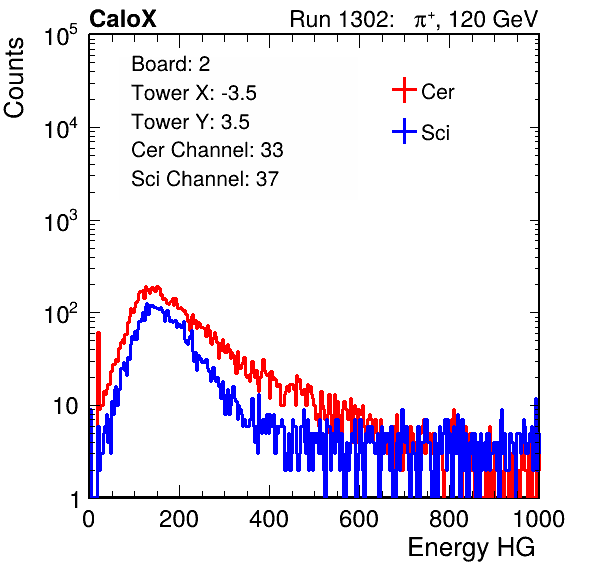 CaloX Run 1302: π⁺, 120 GeV
Counts
10⁵
10⁴
10³
10²
10
1
Board: 2
Tower X: -3.5
Tower Y: 3.5
Cer Channel: 33
Sci Channel: 37
Cer
Sci
0 200 400 600 800 1000
Energy HG